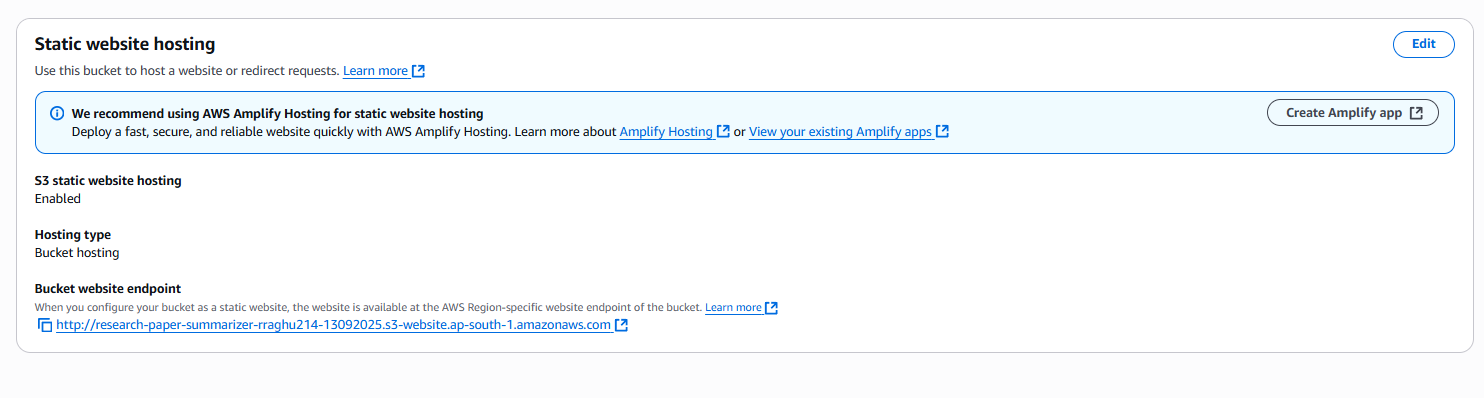 Static website hosting
Edit
Use this bucket to host a website or redirect requests. Learn more
We recommend using AWS Amplify Hosting for static website hosting
Create Amplify app
Deploy a fast, secure, and reliable website quickly with AWS Amplify Hosting. Learn more about Amplify Hosting or View your existing Amplify apps
S3 static website hosting
Enabled
Hosting type
Bucket hosting
Bucket website endpoint
When you configure your bucket as a static website, the website is available at the AWS Region-specific website endpoint of the bucket. Learn more
http://research-paper-summarizer-rraghu214-13092025.s3-website.ap-south-1.amazonaws.com